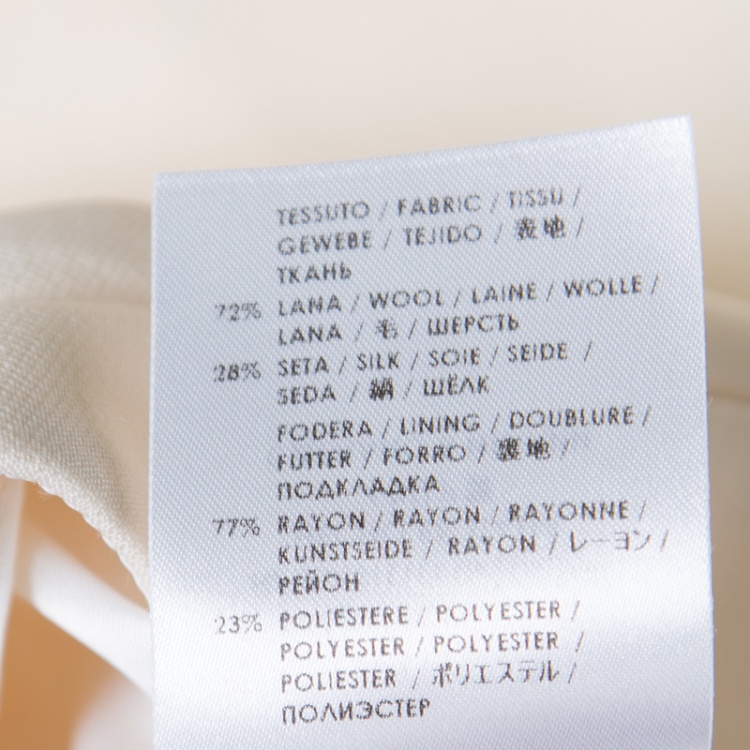 TESSUTO / FABRIC / TISSU /
GEWEBE / TEJIDO / 表地 /
ТКАНЬ
72% LANA / WOOL / LAINE / WOLLE /
LANA / 毛 / ШЕРСТЬ
28% SETA / SILK / SOIE / SEIDE /
SEDA / 絹 / ШЁЛК
FODERA / LINING / DOUBLURE /
FUTTER / FORRO / 裏地 /
ПОДКЛАДКА
77% RAYON / RAYON / RAYONNE /
KUNSTSEIDE / RAYON / レーヨン /
РЕЙОН
23% POLIESTERE / POLYESTER /
POLYESTER / POLYESTER /
POLIESTER / ポリエステル /
ПОЛИЭСТЕР